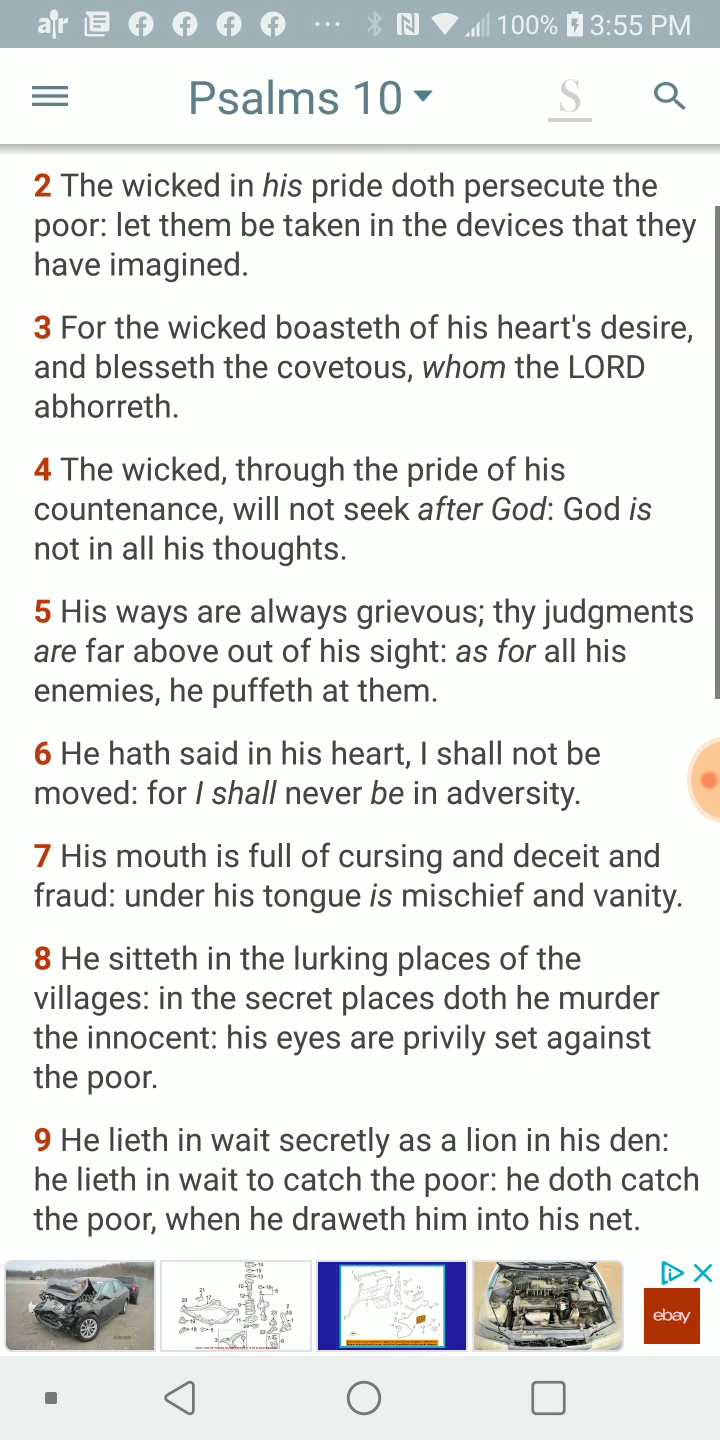 100% 3:55 PM
Psalms 10 S
2 The wicked in his pride doth persecute the
poor: let them be taken in the devices that they
have imagined.
3 For the wicked boasteth of his heart's desire,
and blesseth the covetous, whom the LORD
abhorreth.
4 The wicked, through the pride of his
countenance, will not seek after God: God is
not in all his thoughts.
5 His ways are always grievous; thy judgments
are far above out of his sight: as for all his
enemies, he puffeth at them.
6 He hath said in his heart, I shall not be
moved: for I shall never be in adversity.
7 His mouth is full of cursing and deceit and
fraud: under his tongue is mischief and vanity.
8 He sitteth in the lurking places of the
villages: in the secret places doth he murder
the innocent: his eyes are privily set against
the poor.
9 He lieth in wait secretly as a lion in his den:
he lieth in wait to catch the poor: he doth catch
the poor, when he draweth him into his net.
ebay